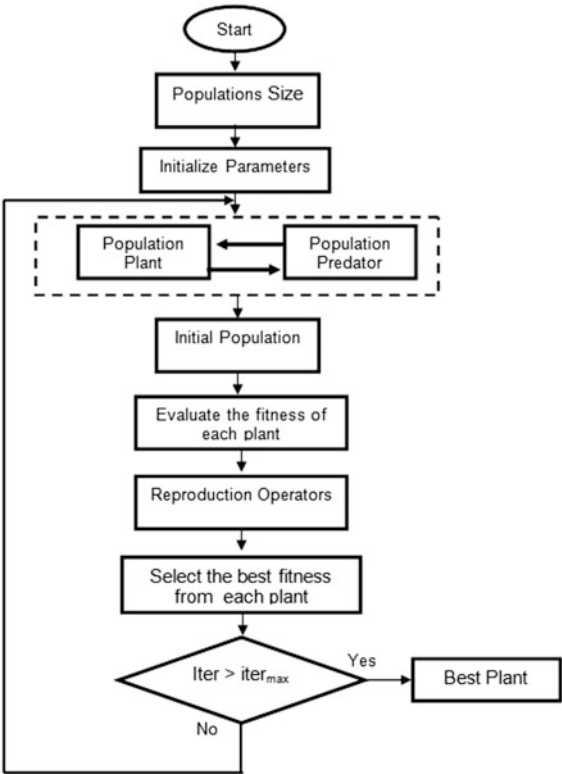 Start
Populations Size
Initialize Parameters
Population
Plant
Population
Predator
Initial Population
Evaluate the fitness of
each plant
Reproduction Operators
Select the best fitness
from each plant
Iter > itermax
Yes
Best Plant
No